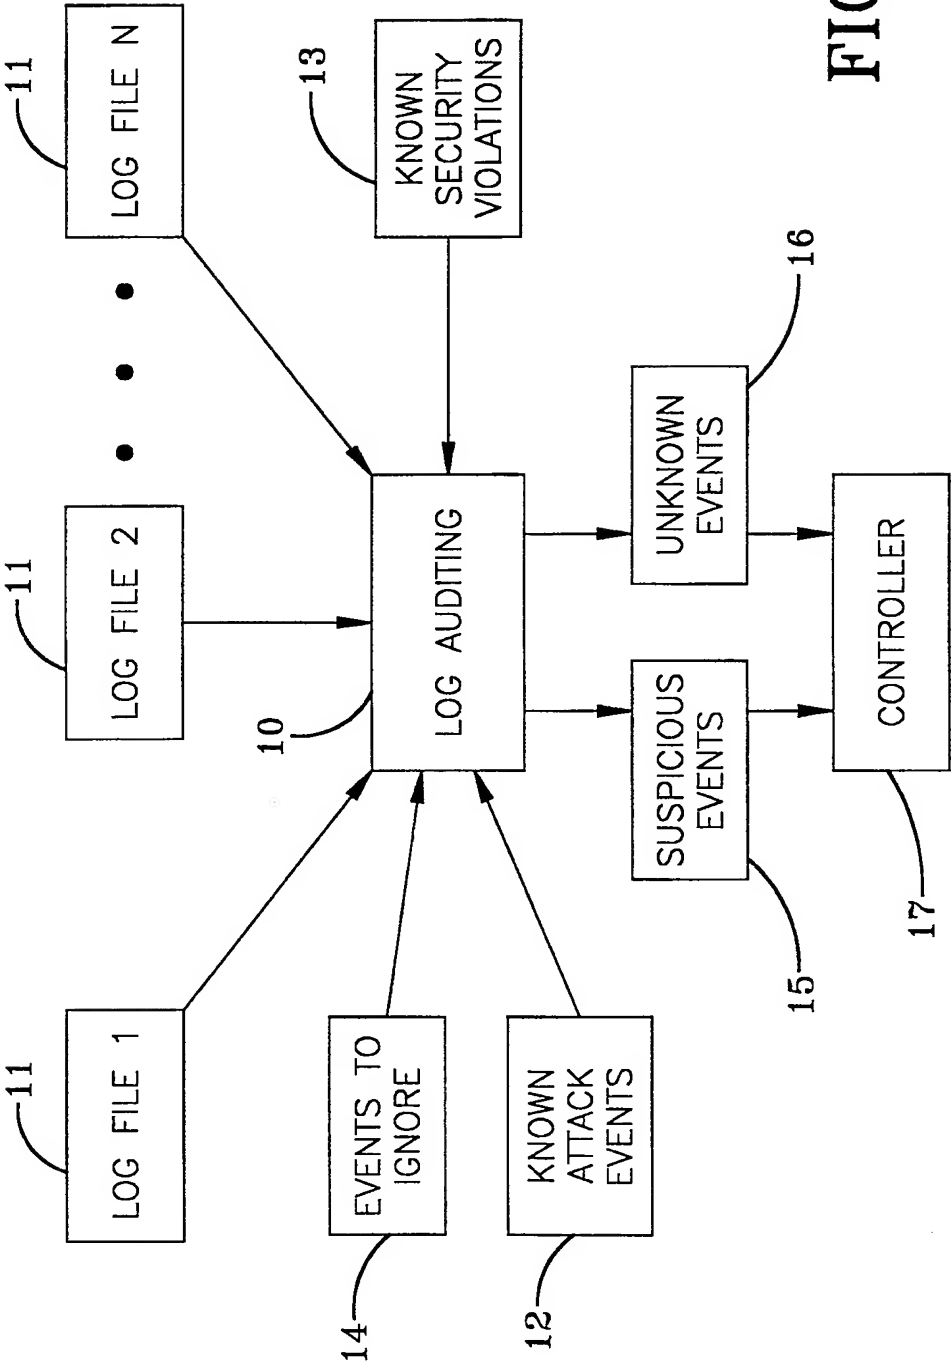 11
11
11
LOG FILE 1
LOG FILE 2
LOG FILE N
10
13
14
EVENTS TO
IGNORE
LOG AUDITING
KNOWN
SECURITY
VIOLATIONS
12
KNOWN
ATTACK
EVENTS
15
SUSPICIOUS
EVENTS
UNKNOWN
EVENTS
16
17
CONTROLLER